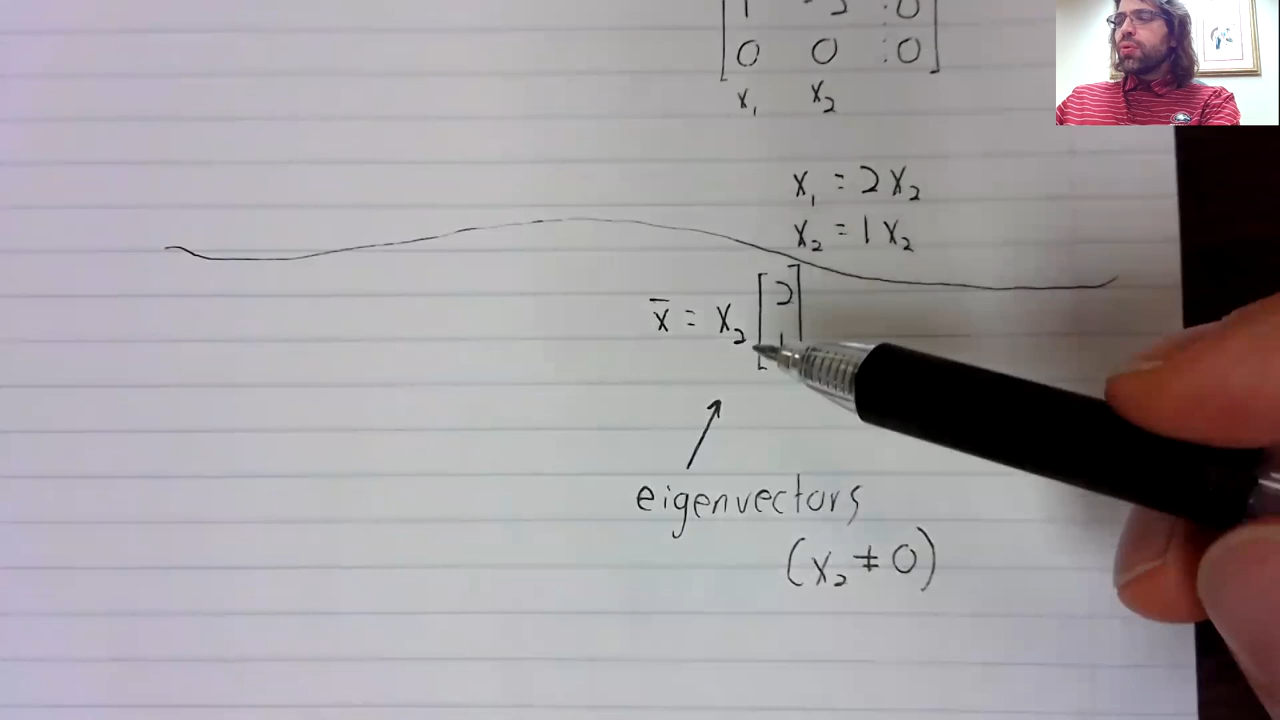 0 0 : 0
x₁ x₂
x₁ = 2x₂
x₂ = 1x₂
x̄ = x₂ [2
1]
eigenvectors
(x₂ ≠ 0)